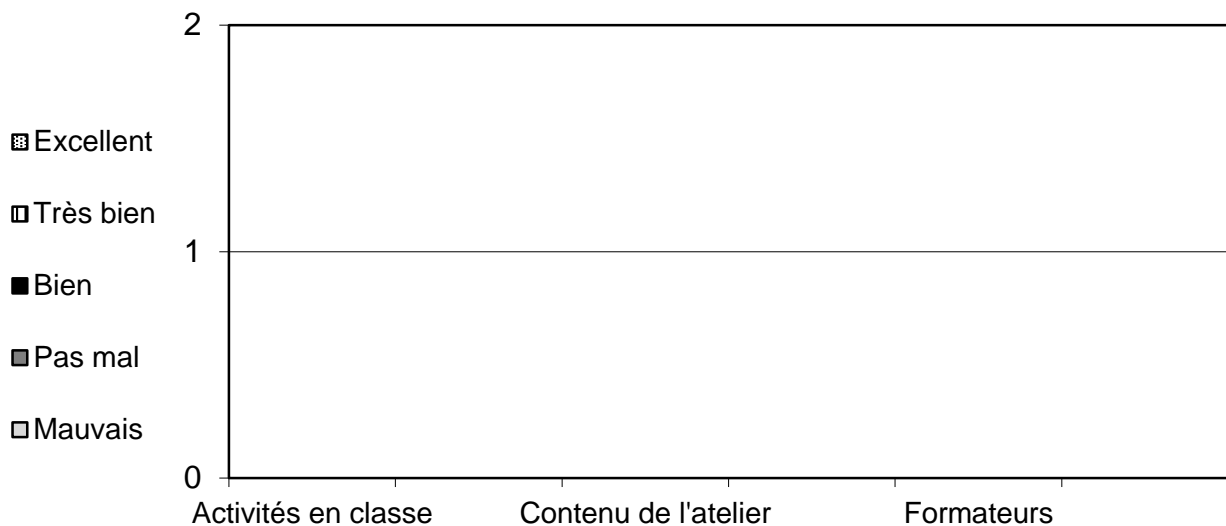 2
Excellent
Très bien
1
Bien
Pas mal
Mauvais
0
Activités en classe
Contenu de l'atelier
Formateurs